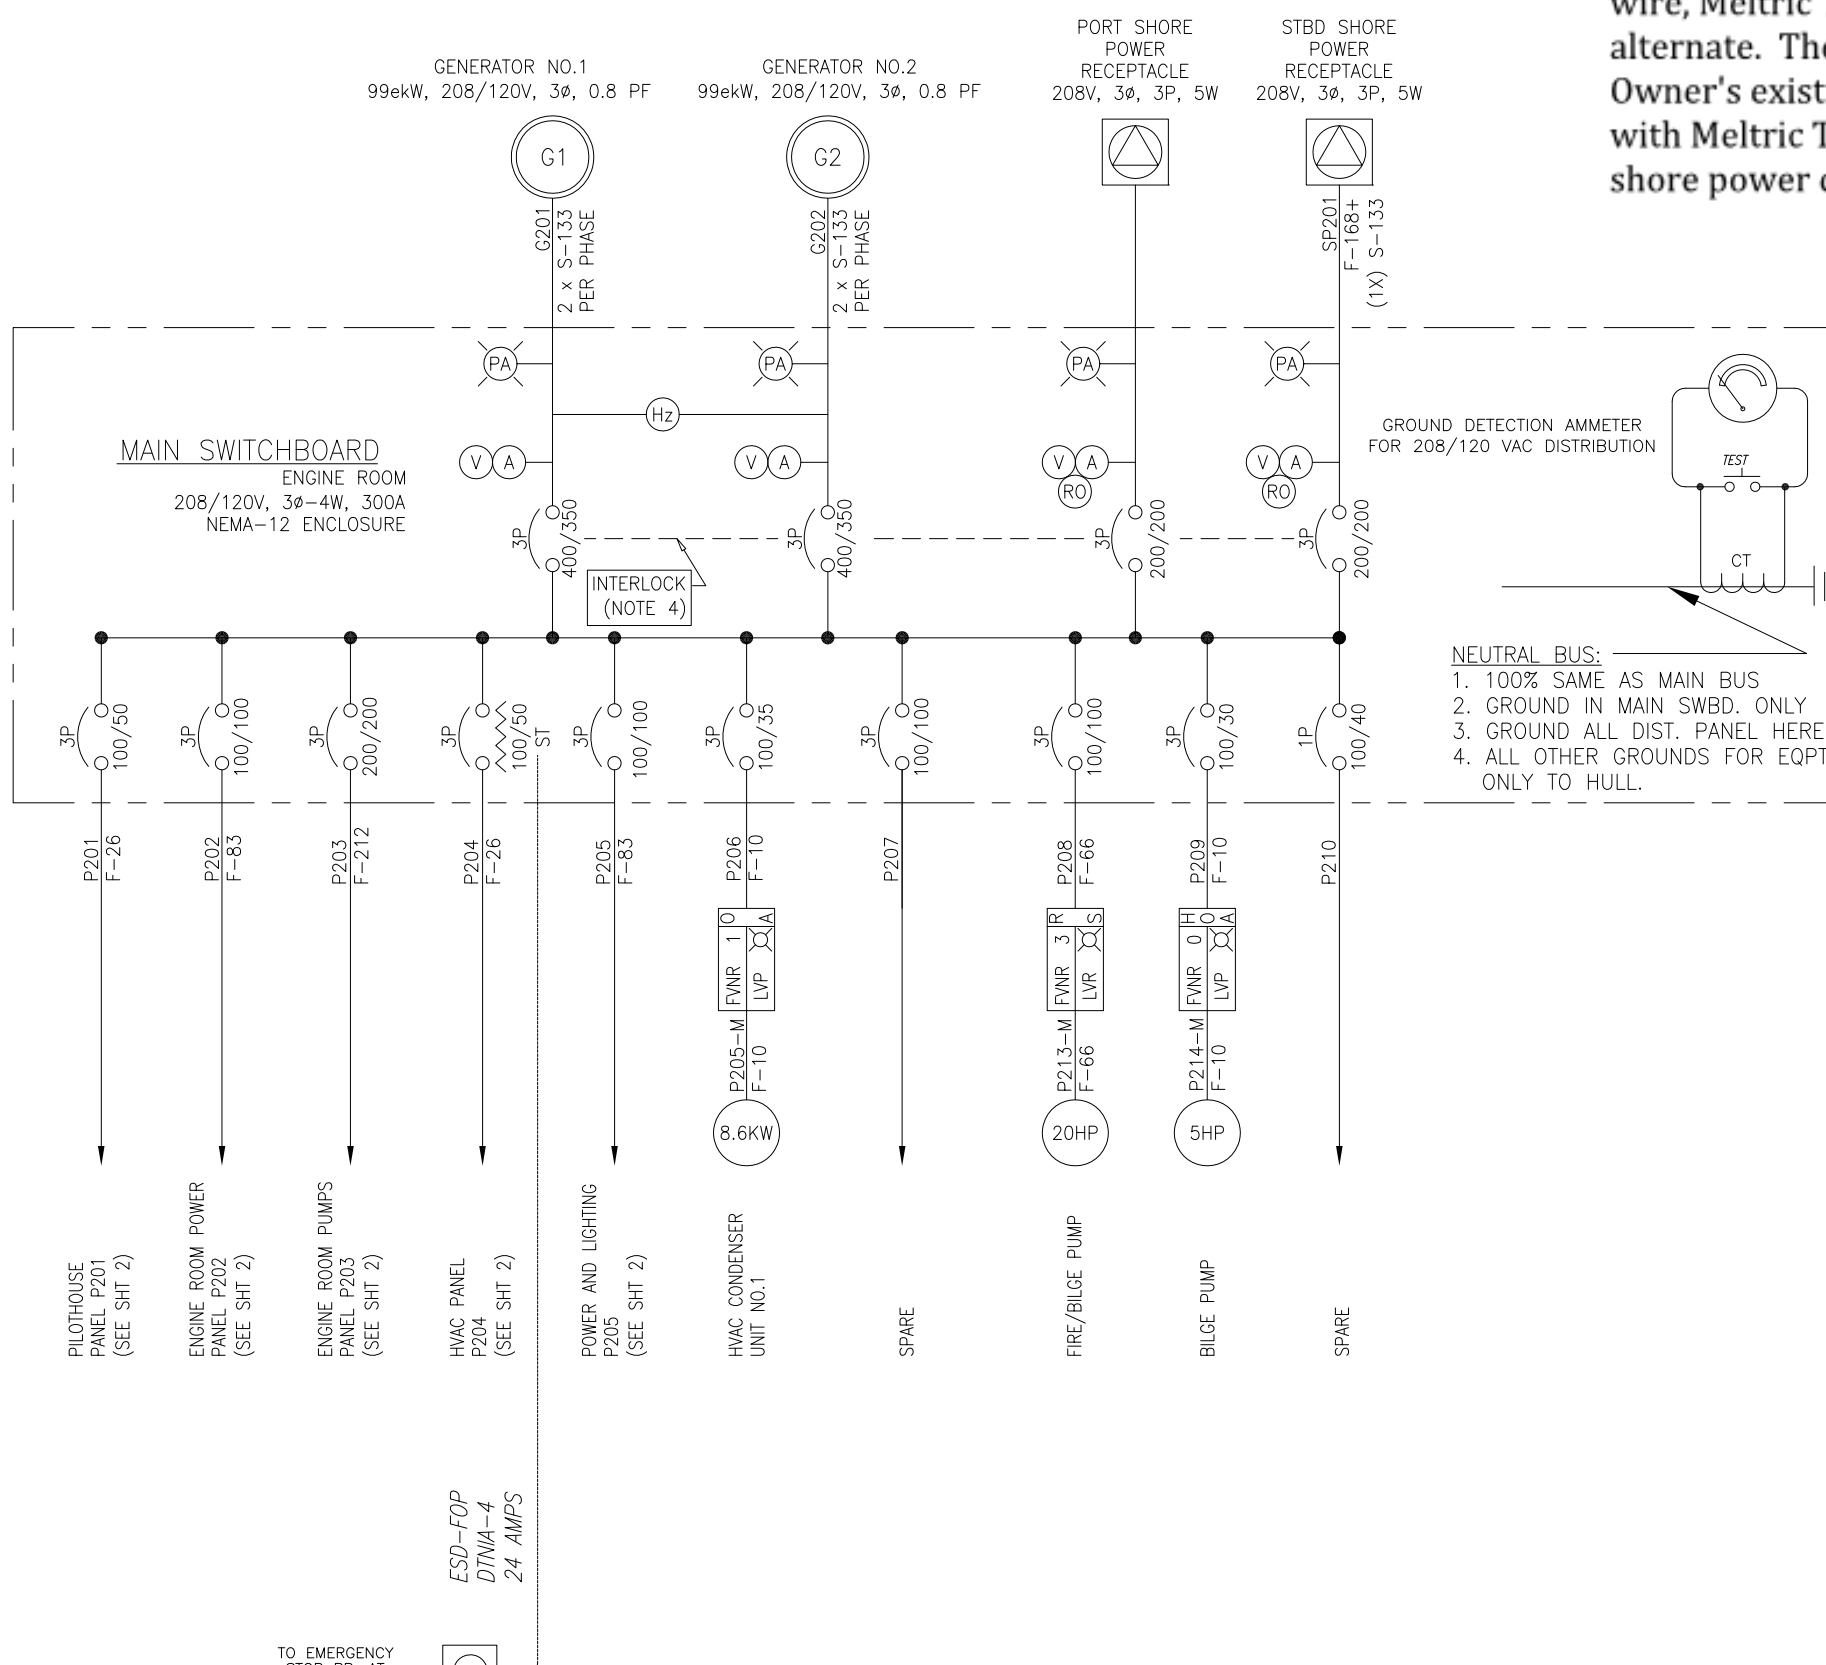 wire, Meltric
alternate. The
Owner's exist
with Meltric T
shore power
GENERATOR NO.1
99ekW, 208/120V, 3ø, 0.8 PF
GENERATOR NO.2
99ekW, 208/120V, 3ø, 0.8 PF
PORT SHORE
POWER
RECEPTACLE
208V, 3ø, 3P, 5W
STBD SHORE
POWER
RECEPTACLE
208V, 3ø, 3P, 5W
G1
G2
G201
2 x S-133
PER PHASE
G202
2 x S-133
PER PHASE
SP201
F-168+
(1X) S-133
PA
PA
PA
PA
Hz
MAIN SWITCHBOARD
ENGINE ROOM
208/120V, 3ø-4W, 300A
NEMA-12 ENCLOSURE
V A
V A
V A
RO
V A
RO
GROUND DETECTION AMMETER
FOR 208/120 VAC DISTRIBUTION
TEST
CT
3P
400/350
3P
400/350
3P
200/200
3P
200/200
INTERLOCK
(NOTE 4)
NEUTRAL BUS:
1. 100% SAME AS MAIN BUS
2. GROUND IN MAIN SWBD. ONLY
3. GROUND ALL DIST. PANEL HERE
4. ALL OTHER GROUNDS FOR EQPT
ONLY TO HULL.
3P
100/50
3P
100/100
3P
200/200
3P
100/50
ST
3P
100/100
3P
100/35
3P
100/100
3P
100/100
3P
100/30
1P
100/40
P201
F-26
P202
F-83
P203
F-212
P204
F-26
P205
F-83
P206
F-10
P207
P208
F-66
P209
F-10
P210
O A
FVNR 1
LVP
R S
FVNR 3
LVR
H O A
FVNR 0
LVP
P205-M
F-10
P213-M
F-66
P214-M
F-10
8.6KW
20HP
5HP
PILOTHOUSE
PANEL P201
(SEE SHT 2)
ENGINE ROOM POWER
PANEL P202
(SEE SHT 2)
ENGINE ROOM PUMPS
PANEL P203
(SEE SHT 2)
HVAC PANEL
P204
(SEE SHT 2)
POWER AND LIGHTING
P205
(SEE SHT 2)
HVAC CONDENSER
UNIT NO.1
SPARE
FIRE/BILGE PUMP
BILGE PUMP
SPARE
ESD-FOP
DTNIA-4
24 AMPS
TO EMERGENCY